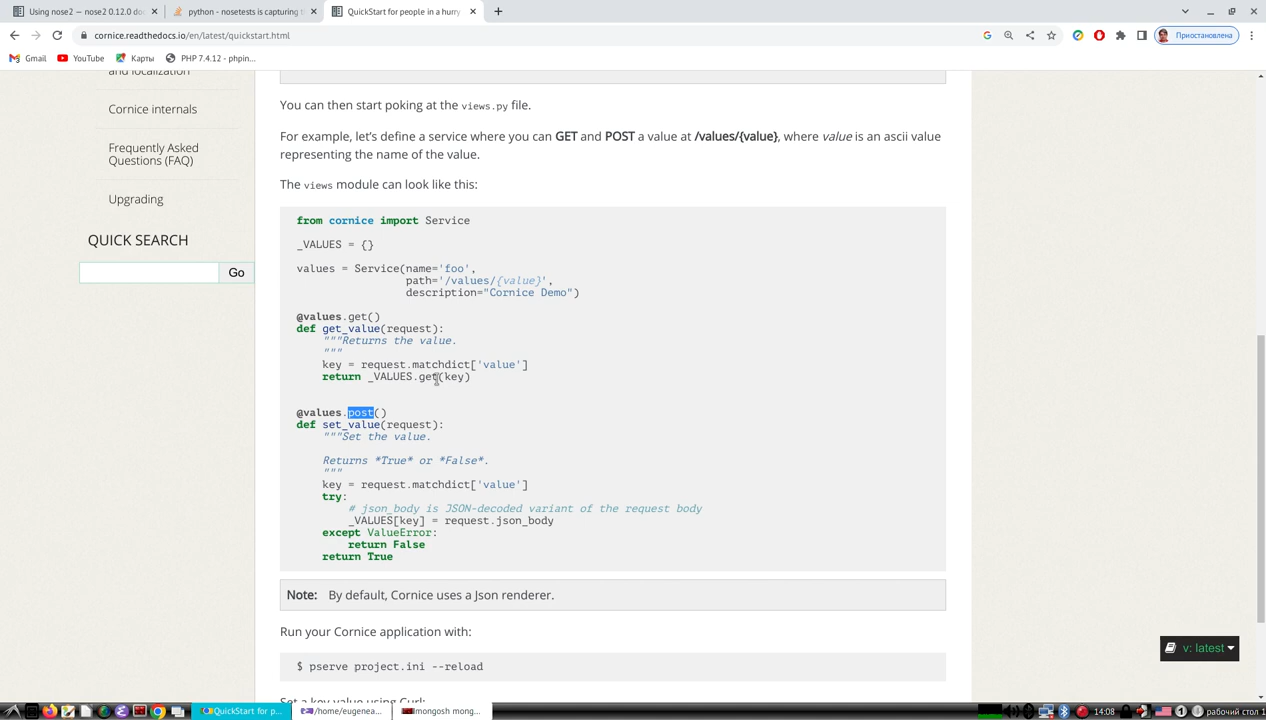 Using nose2 — nose2 0.12.0 do
python - nosetests is capturing t
QuickStart for people in a hurry
cornice.readthedocs.io/en/latest/quickstart.html
Приостановлена
Gmail
YouTube
Карты
PHP 7.4.12 - phpin...
and localization
Cornice internals
Frequently Asked
Questions (FAQ)
Upgrading
QUICK SEARCH
Go
You can then start poking at the views.py file.
For example, let's define a service where you can GET and POST a value at /values/{value}, where value is an ascii value
representing the name of the value.
The views module can look like this:
from cornice import Service
_VALUES = {}
values = Service(name='foo',
path='/values/{value}',
description="Cornice Demo")
@values.get()
def get_value(request):
"""Returns the value.
"""
key = request.matchdict['value']
return _VALUES.get(key)
@values.post()
def set_value(request):
"""Set the value.
Returns *True* or *False*.
"""
key = request.matchdict['value']
try:
# json_body is JSON-decoded variant of the request body
_VALUES[key] = request.json_body
except ValueError:
return False
return True
Note: By default, Cornice uses a Json renderer.
Run your Cornice application with:
$ pserve project.ini --reload
Set a key value using Curl:
v: latest
QuickStart for p...
/home/eugenea...
mongosh mong...
14:08
рабочий стол 1